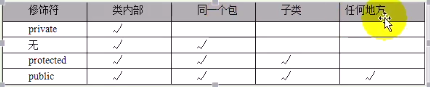 修饰符 类内部 同一个包 子类 任何地方
private ✓
无 ✓ ✓
protected ✓ ✓ ✓
public ✓ ✓ ✓ ✓